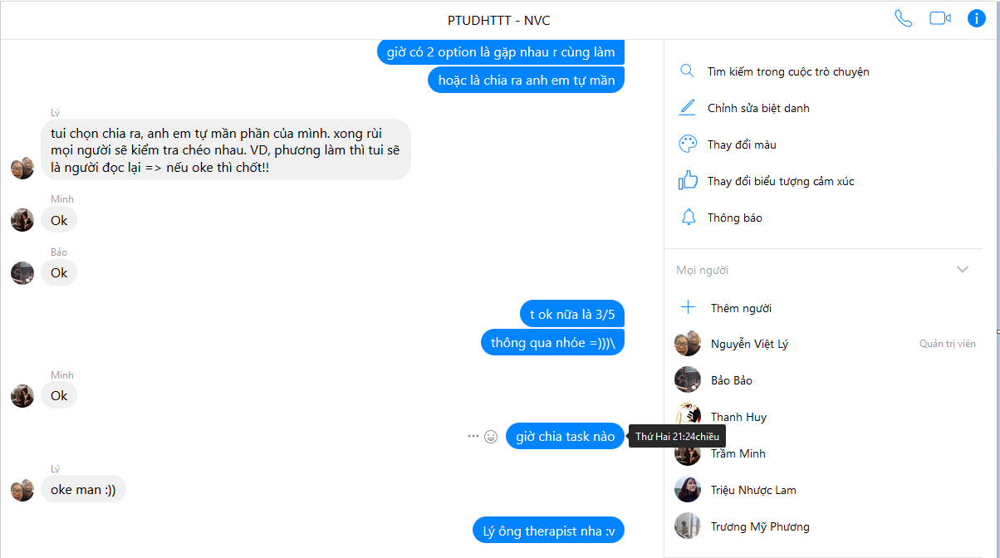 PTUDHTTT - NVC
giờ có 2 option là gặp nhau r cùng làm
hoặc là chia ra anh em tự mần
Lý
tui chọn chia ra, anh em tự mần phần của mình. xong rùi
mọi người sẽ kiểm tra chéo nhau. VD, phương làm thì tui sẽ
là người đọc lại => nếu oke thì chốt!!
Minh
Ok
Bảo
Ok
t ok nữa là 3/5
thông qua nhóe =)))\
Minh
Ok
giờ chia task nào
Thứ Hai 21:24chiều
Lý
oke man :))
Lý ông therapist nha :v
Tìm kiếm trong cuộc trò chuyện
Chỉnh sửa biệt danh
Thay đổi màu
Thay đổi biểu tượng cảm xúc
Thông báo
Mọi người
Thêm người
Nguyễn Việt Lý
Quản trị viên
Bảo Bảo
Thanh Huy
Trầm Minh
Triệu Nhược Lam
Trương Mỹ Phương